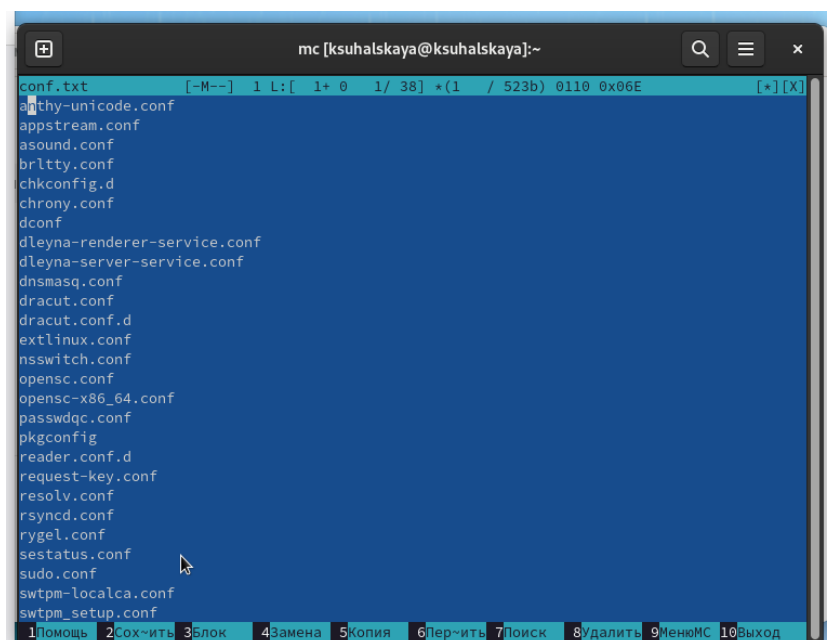 mc [ksuhalskaya@ksuhalskaya]:~
conf.txt [-M--] 1 L:[ 1+ 0 1/ 38] *(1 / 523b) 0110 0x06E [*][X]
anthy-unicode.conf
appstream.conf
asound.conf
brltty.conf
chkconfig.d
chrony.conf
dconf
dleyna-renderer-service.conf
dleyna-server-service.conf
dnsmasq.conf
dracut.conf
dracut.conf.d
extlinux.conf
nsswitch.conf
opensc.conf
opensc-x86_64.conf
passwdqc.conf
pkgconfig
reader.conf.d
request-key.conf
resolv.conf
rsyncd.conf
rygel.conf
sestatus.conf
sudo.conf
swtpm-localca.conf
swtpm_setup.conf
1Помощь 2Сох~ить 3Блок 4Замена 5Копия 6Пер~ить 7Поиск 8Удалить 9МенюМС 10Выход